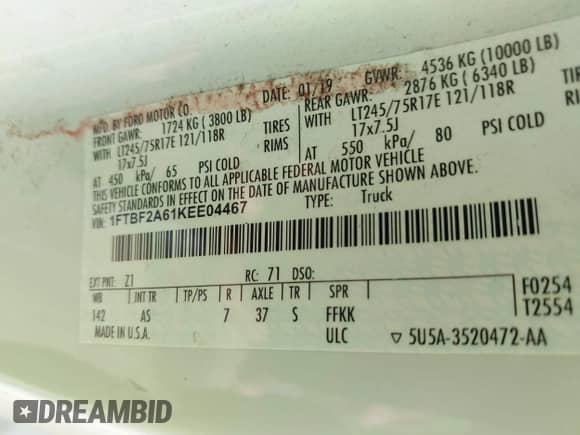 MFD. BY FORD MOTOR CO.
DATE: 01/19 GVWR: 4536 KG (10000 LB)
FRONT GAWR: 1724 KG ( 3800 LB) REAR GAWR: 2876 KG ( 6340 LB)
WITH LT245/75R17E 121/118R TIRES WITH LT245/75R17E 121/118R TIRES
17x7.5J RIMS 17x7.5J RIMS
AT 450 kPa/ 65 PSI COLD AT 550 kPa/ 80 PSI COLD
THIS VEHICLE CONFORMS TO ALL APPLICABLE FEDERAL MOTOR VEHICLE
SAFETY STANDARDS IN EFFECT ON THE DATE OF MANUFACTURE SHOWN ABOVE.
VIN: 1FTBF2A61KEE04467 TYPE: Truck
EXT PNT: Z1 RC: 71 DSO:
WB INT TR TP/PS R AXLE TR SPR
F0254
142 AS 7 37 S FFKK
T2554
MADE IN U.S.A. ULC ▽ 5U5A-3520472-AA
DREAMBID